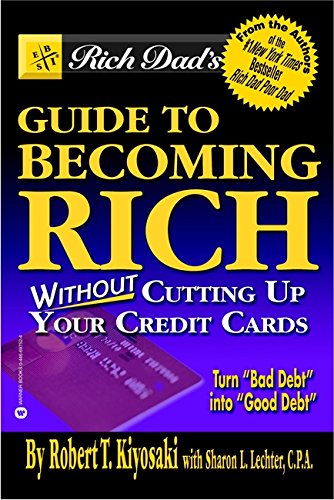 E B
S T
Rich Dad's
From the Authors
of the
#1 New York Times
Bestseller
Rich Dad Poor Dad
GUIDE TO
BECOMING
RICH
WITHOUT CUTTING UP
YOUR CREDIT CARDS
Turn "Bad Debt"
into "Good Debt"
WARNER BOOKS
By Robert T. Kiyosaki with Sharon L. Lechter, C.P.A.